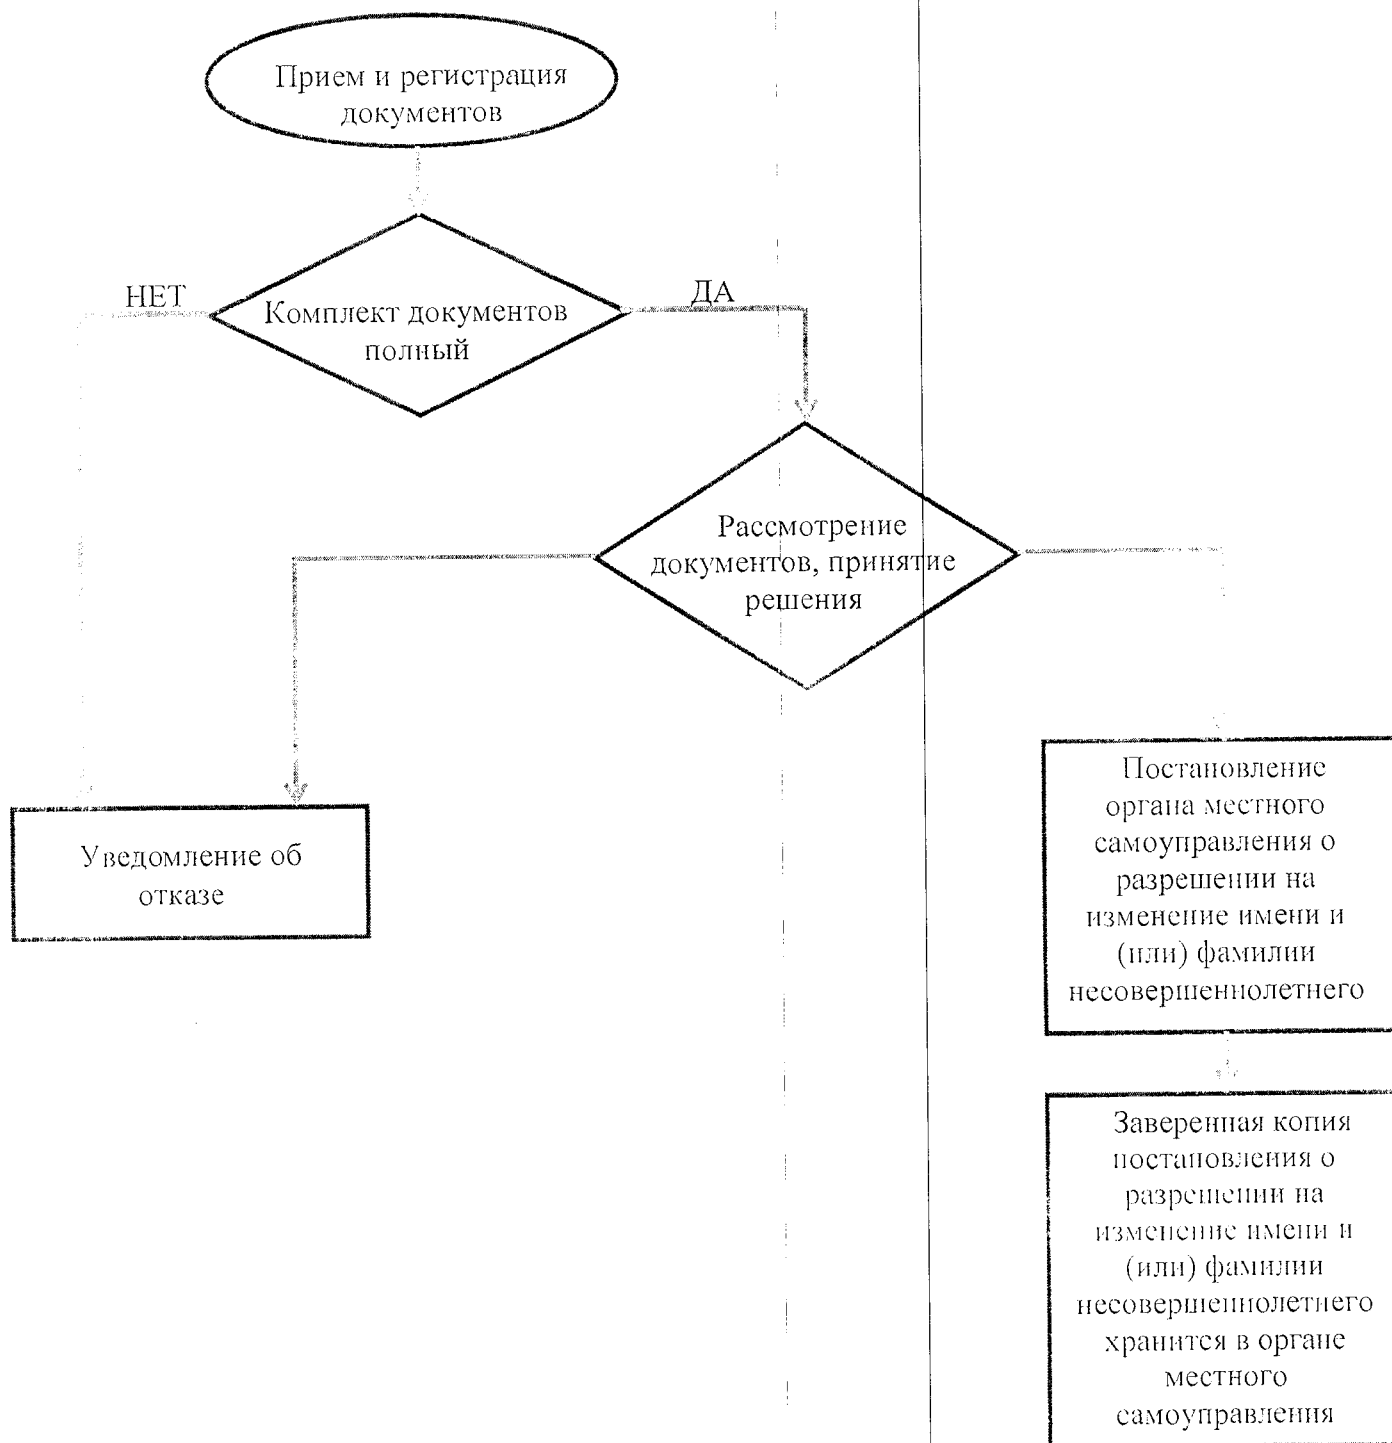 Прием и регистрация
документов
НЕТ
ДА
Комплект документов
полный
Рассмотрение
документов, принятие
решения
Уведомление об
отказе
Постановление
органа местного
самоуправления о
разрешении на
изменение имени и
(или) фамилии
несовершеннолетнего
Заверенная копия
постановления о
разрешении на
изменение имени и
(или) фамилии
несовершеннолетнего
хранится в органе
местного
самоуправления